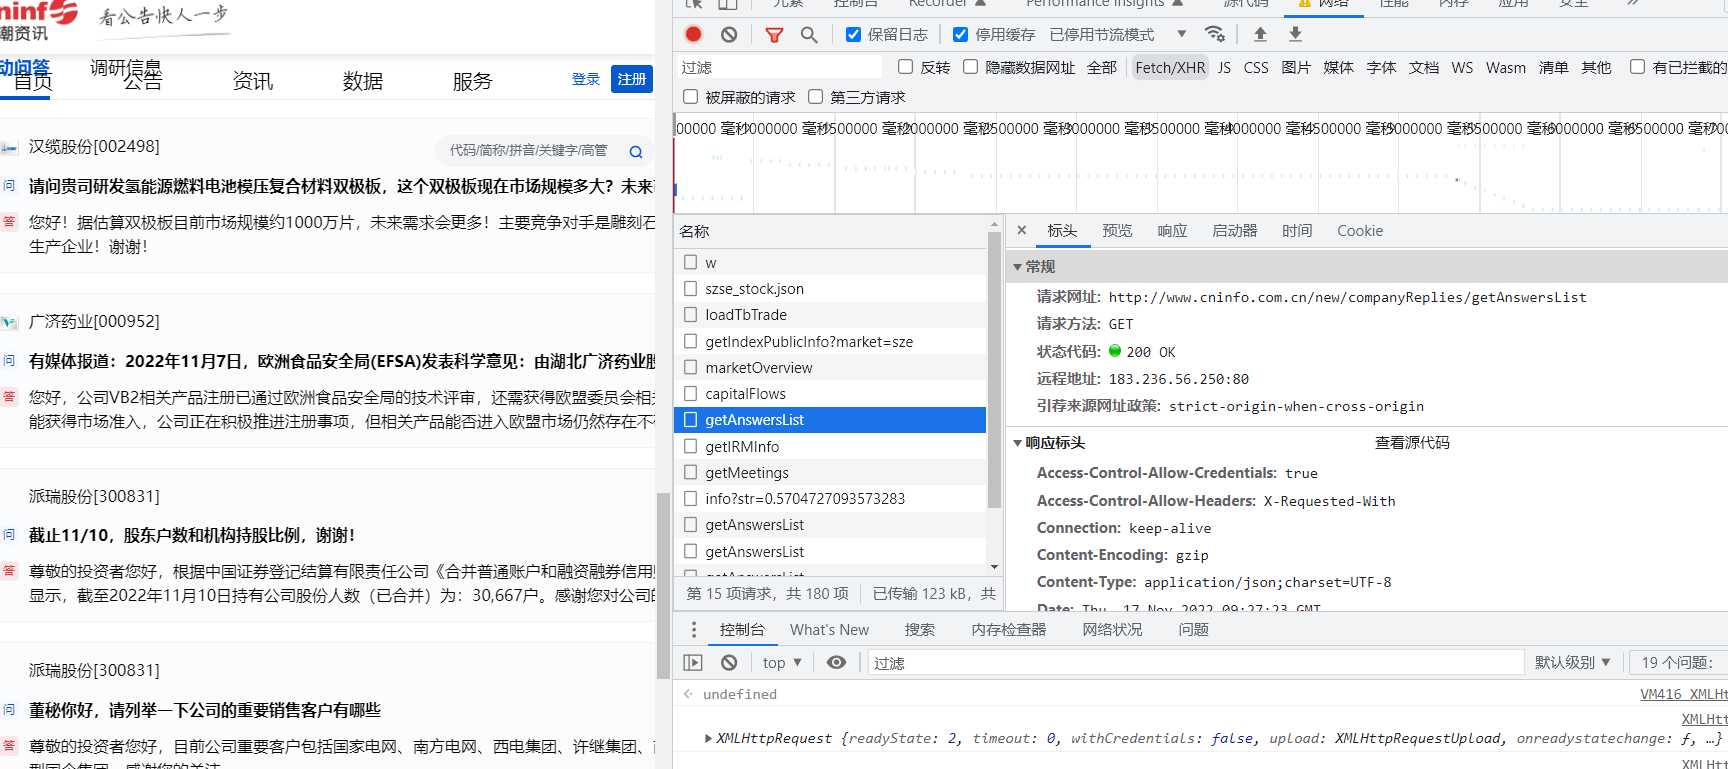 ninf
潮资讯
看公告快人一步
动问答
调研信息
首页
公告
资讯
数据
服务
登录
注册
汉缆股份[002498]
代码/简称/拼音/关键字/高管
问
请问贵司研发氢能源燃料电池模压复合材料双极板，这个双极板现在市场规模多大？未来
答
您好！据估算双极板目前市场规模约1000万片，未来需求会更多！主要竞争对手是雕刻石
生产企业！谢谢！
广济药业[000952]
问
有媒体报道：2022年11月7日，欧洲食品安全局(EFSA)发表科学意见：由湖北广济药业股
答
您好，公司VB2相关产品注册已通过欧洲食品安全局的技术评审，还需获得欧盟委员会相
能获得市场准入，公司正在积极推进注册事项，但相关产品能否进入欧盟市场仍然存在不
派瑞股份[300831]
问
截止11/10，股东户数和机构持股比例，谢谢！
答
尊敬的投资者您好，根据中国证券登记结算有限责任公司《合并普通账户和融资融券信用
显示，截至2022年11月10日持有公司股份人数（已合并）为：30,667户。感谢您对公司的
派瑞股份[300831]
问
董秘你好，请列举一下公司的重要销售客户有哪些
答
尊敬的投资者您好，目前公司重要客户包括国家电网、南方电网、西电集团、许继集团、
型国企集团，感谢您的关注
元素 控制台 Recorder Performance insights 源代码 网络 性能 内存 应用 安全 »
保留日志 停用缓存 已停用节流模式
过滤 反转 隐藏数据网址 全部 Fetch/XHR JS CSS 图片 媒体 字体 文档 WS Wasm 清单 其他 有已拦截的
被屏蔽的请求 第三方请求
00000 毫秒 1000000 毫秒 1500000 毫秒 2000000 毫秒 2500000 毫秒 3000000 毫秒 3500000 毫秒 4000000 毫秒 4500000 毫秒 5000000 毫秒 5500000 毫秒 6000000 毫秒 6500000 毫秒 700
名称
w
szse_stock.json
loadTbTrade
getIndexPublicInfo?market=sze
marketOverview
capitalFlows
getAnswersList
getIRMInfo
getMeetings
info?str=0.5704727093573283
getAnswersList
getAnswersList
getAnswersList
第 15 项请求，共 180 项 已传输 123 kB，共
× 标头 预览 响应 启动器 时间 Cookie
常规
请求网址: http://www.cninfo.com.cn/new/companyReplies/getAnswersList
请求方法: GET
状态代码: 200 OK
远程地址: 183.236.56.250:80
引荐来源网址政策: strict-origin-when-cross-origin
响应标头 查看源代码
Access-Control-Allow-Credentials: true
Access-Control-Allow-Headers: X-Requested-With
Connection: keep-alive
Content-Encoding: gzip
Content-Type: application/json;charset=UTF-8
Date: Thu, 17 Nov 2022 09:27:23 GMT
控制台 What's New 搜索 内存检查器 网络状况 问题
top 过滤 默认级别 19 个问题:
undefined VM416 XMLHt
XMLHtt
XMLHttpRequest {readyState: 2, timeout: 0, withCredentials: false, upload: XMLHttpRequestUpload, onreadystatechange: ƒ, …}
XMLHtt